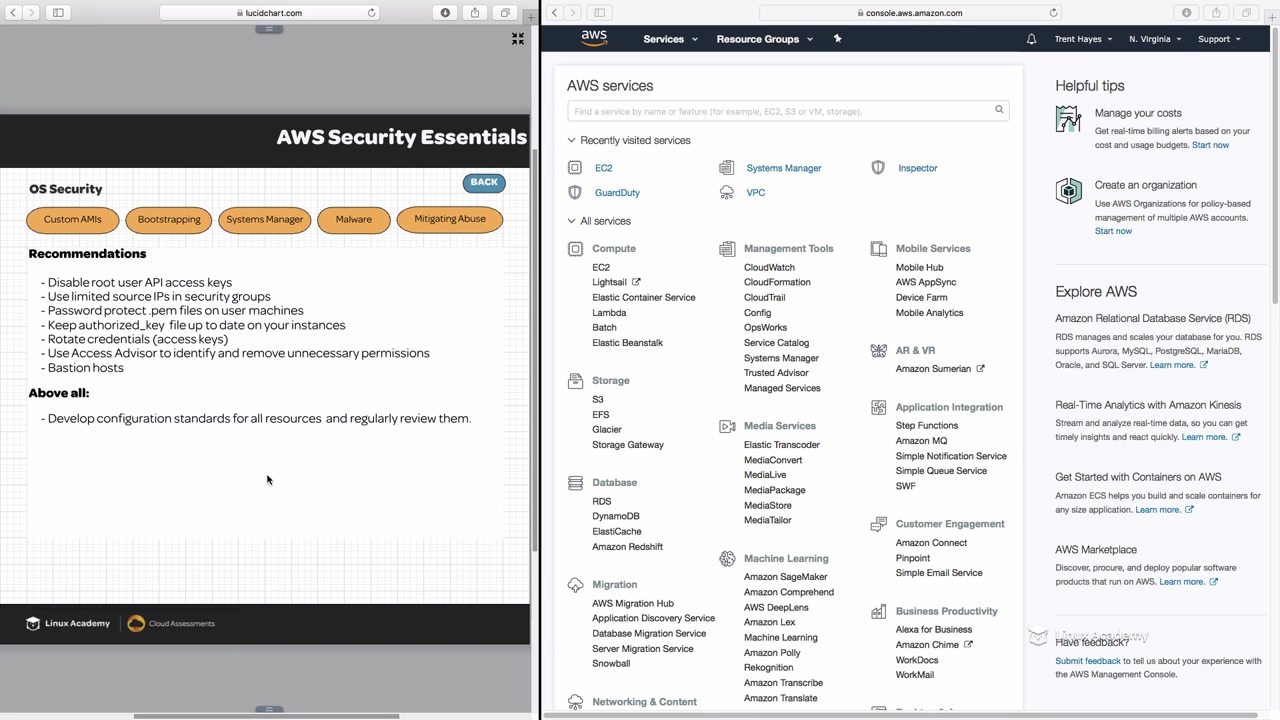 lucidchart.com
AWS Security Essentials
OS Security
BACK
Custom AMIs
Bootstrapping
Systems Manager
Malware
Mitigating Abuse
Recommendations
- Disable root user API access keys
- Use limited source IPs in security groups
- Password protect .pem files on user machines
- Keep authorized_key file up to date on your instances
- Rotate credentials (access keys)
- Use Access Advisor to identify and remove unnecessary permissions
- Bastion hosts
Above all:
- Develop configuration standards for all resources and regularly review them.
Linux Academy
Cloud Assessments
console.aws.amazon.com
aws
Services
Resource Groups
Trent Hayes
N. Virginia
Support
AWS services
Find a service by name or feature (for example, EC2, S3 or VM, storage).
Recently visited services
EC2
Systems Manager
Inspector
GuardDuty
VPC
All services
Compute
EC2
Lightsail
Elastic Container Service
Lambda
Batch
Elastic Beanstalk
Storage
S3
EFS
Glacier
Storage Gateway
Database
RDS
DynamoDB
ElastiCache
Amazon Redshift
Migration
AWS Migration Hub
Application Discovery Service
Database Migration Service
Server Migration Service
Snowball
Networking & Content
Management Tools
CloudWatch
CloudFormation
CloudTrail
Config
OpsWorks
Service Catalog
Systems Manager
Trusted Advisor
Managed Services
Media Services
Elastic Transcoder
MediaConvert
MediaLive
MediaPackage
MediaStore
MediaTailor
Machine Learning
Amazon SageMaker
Amazon Comprehend
AWS DeepLens
Amazon Lex
Machine Learning
Amazon Polly
Rekognition
Amazon Transcribe
Amazon Translate
Mobile Services
Mobile Hub
AWS AppSync
Device Farm
Mobile Analytics
AR & VR
Amazon Sumerian
Application Integration
Step Functions
Amazon MQ
Simple Notification Service
Simple Queue Service
SWF
Customer Engagement
Amazon Connect
Pinpoint
Simple Email Service
Business Productivity
Alexa for Business
Amazon Chime
WorkDocs
WorkMail
Helpful tips
Manage your costs
Get real-time billing alerts based on your
cost and usage budgets. Start now
Create an organization
Use AWS Organizations for policy-based
management of multiple AWS accounts.
Start now
Explore AWS
Amazon Relational Database Service (RDS)
RDS manages and scales your database for you. RDS
supports Aurora, MySQL, PostgreSQL, MariaDB,
Oracle, and SQL Server. Learn more.
Real-Time Analytics with Amazon Kinesis
Stream and analyze real-time data, so you can get
timely insights and react quickly. Learn more.
Get Started with Containers on AWS
Amazon ECS helps you build and scale containers for
any size application. Learn more.
AWS Marketplace
Discover, procure, and deploy popular software
products that run on AWS. Learn more.
Linux Academy
Have feedback?
Submit feedback to tell us about your experience with
the AWS Management Console.